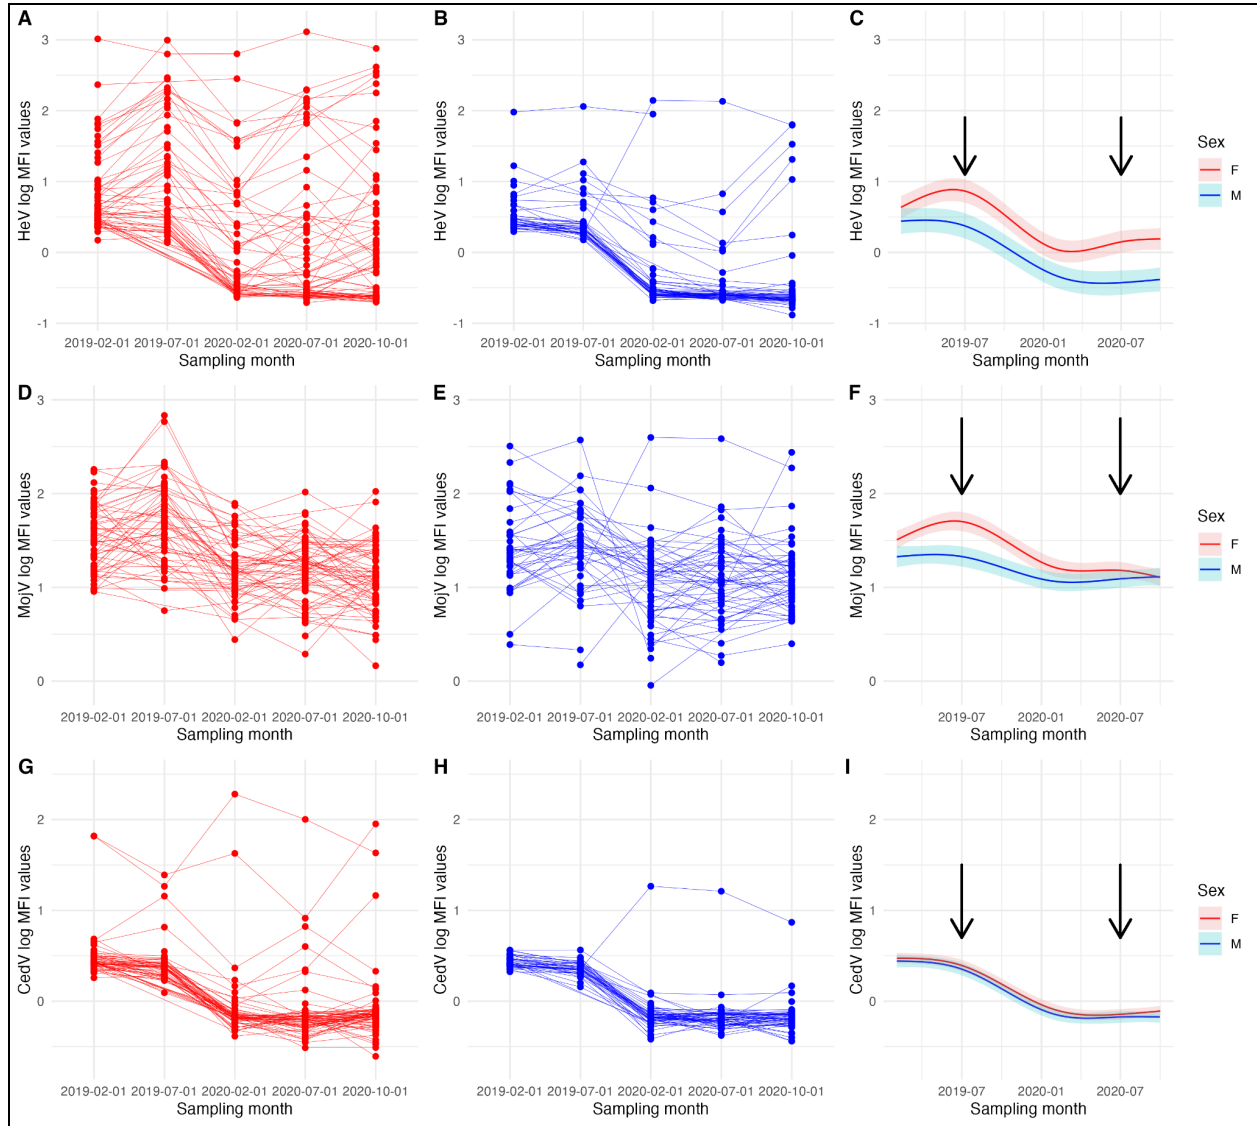 A
HeV log MFI values
3
2
1
0
-1
2019-02-01 2019-07-01 2020-02-01 2020-07-01 2020-10-01
Sampling month
B
HeV log MFI values
3
2
1
0
-1
2019-02-01 2019-07-01 2020-02-01 2020-07-01 2020-10-01
Sampling month
C
HeV log MFI values
3
2
1
0
-1
2019-07 2020-01 2020-07
Sampling month
Sex
F
M
D
MojV log MFI values
3
2
1
0
2019-02-01 2019-07-01 2020-02-01 2020-07-01 2020-10-01
Sampling month
E
MojV log MFI values
3
2
1
0
2019-02-01 2019-07-01 2020-02-01 2020-07-01 2020-10-01
Sampling month
F
MojV log MFI values
3
2
1
0
2019-07 2020-01 2020-07
Sampling month
Sex
F
M
G
CedV log MFI values
2
1
0
2019-02-01 2019-07-01 2020-02-01 2020-07-01 2020-10-01
Sampling month
H
CedV log MFI values
2
1
0
2019-02-01 2019-07-01 2020-02-01 2020-07-01 2020-10-01
Sampling month
I
CedV log MFI values
2
1
0
2019-07 2020-01 2020-07
Sampling month
Sex
F
M